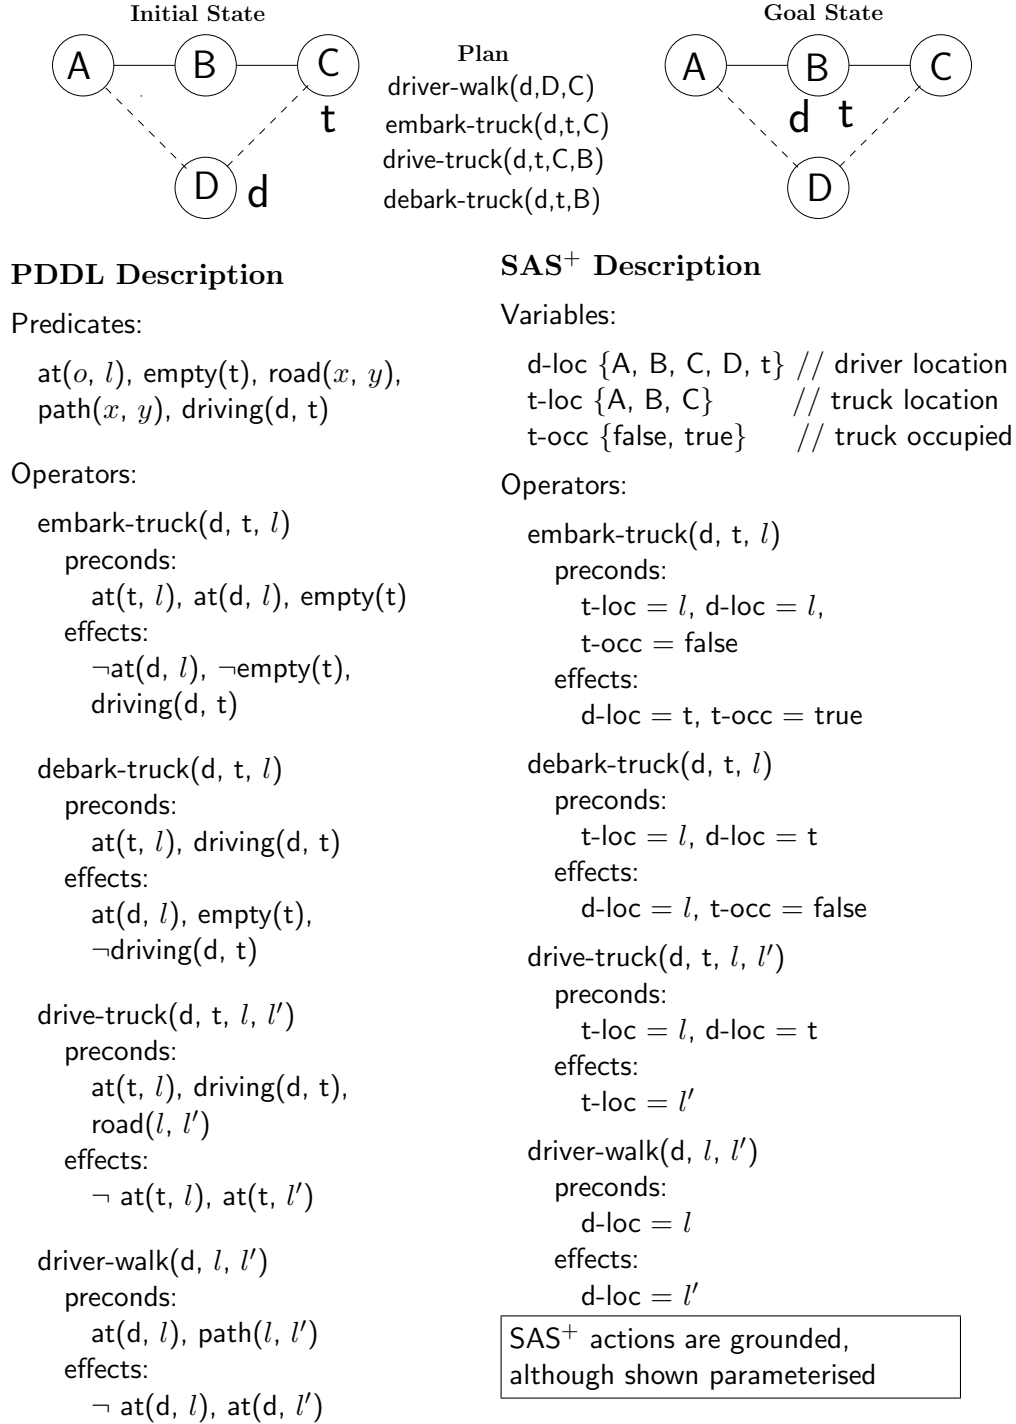 Initial State
A
B
C
t
D
d
Plan
driver-walk(d,D,C)
embark-truck(d,t,C)
drive-truck(d,t,C,B)
debark-truck(d,t,B)
Goal State
A
B
C
d
t
D
PDDL Description
Predicates:
at(o, l), empty(t), road(x, y),
path(x, y), driving(d, t)
Operators:
embark-truck(d, t, l)
preconds:
at(t, l), at(d, l), empty(t)
effects:
¬at(d, l), ¬empty(t),
driving(d, t)
debark-truck(d, t, l)
preconds:
at(t, l), driving(d, t)
effects:
at(d, l), empty(t),
¬driving(d, t)
drive-truck(d, t, l, l′)
preconds:
at(t, l), driving(d, t),
road(l, l′)
effects:
¬ at(t, l), at(t, l′)
driver-walk(d, l, l′)
preconds:
at(d, l), path(l, l′)
effects:
¬ at(d, l), at(d, l′)
SAS⁺ Description
Variables:
d-loc {A, B, C, D, t} // driver location
t-loc {A, B, C} // truck location
t-occ {false, true} // truck occupied
Operators:
embark-truck(d, t, l)
preconds:
t-loc = l, d-loc = l,
t-occ = false
effects:
d-loc = t, t-occ = true
debark-truck(d, t, l)
preconds:
t-loc = l, d-loc = t
effects:
d-loc = l, t-occ = false
drive-truck(d, t, l, l′)
preconds:
t-loc = l, d-loc = t
effects:
t-loc = l′
driver-walk(d, l, l′)
preconds:
d-loc = l
effects:
d-loc = l′
SAS⁺ actions are grounded,
although shown parameterised